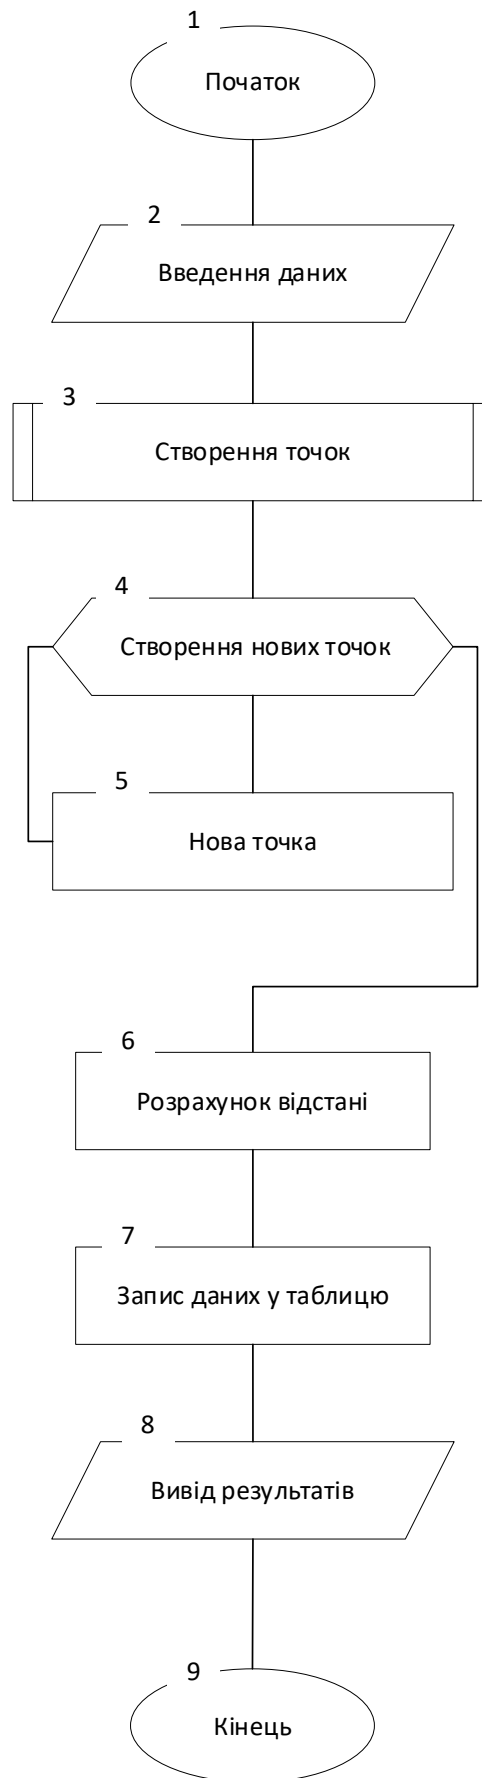 1
Початок
2
Введення даних
3
Створення точок
4
Створення нових точок
5
Нова точка
6
Розрахунок відстані
7
Запис даних у таблицю
8
Вивід результатів
9
Кінець